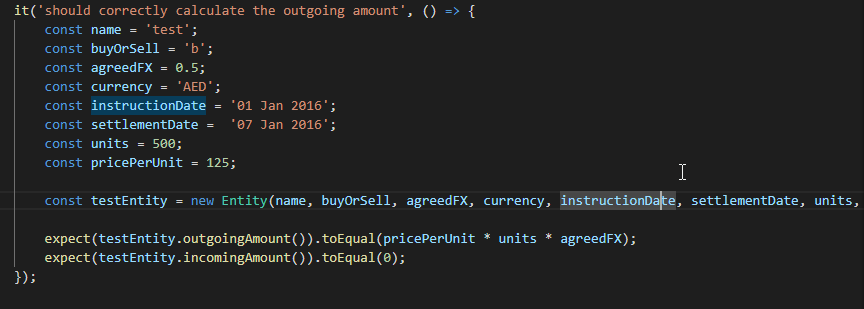 it('should correctly calculate the outgoing amount', () => {
    const name = 'test';
    const buyOrSell = 'b';
    const agreedFX = 0.5;
    const currency = 'AED';
    const instructionDate = '01 Jan 2016';
    const settlementDate =  '07 Jan 2016';
    const units = 500;
    const pricePerUnit = 125;
    const testEntity = new Entity(name, buyOrSell, agreedFX, currency, instructionDate, settlementDate, units,
    expect(testEntity.outgoingAmount()).toEqual(pricePerUnit * units * agreedFX);
    expect(testEntity.incomingAmount()).toEqual(0);
});